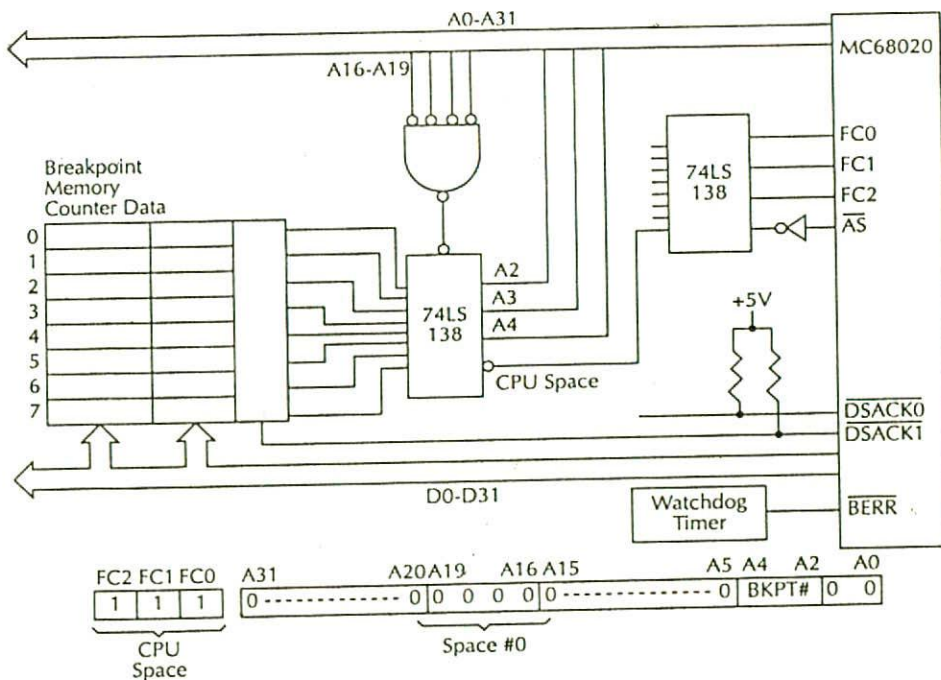 A0-A31
MC68020
A16-A19
FC0
FC1
FC2
AS
74LS
138
Breakpoint
Memory
Counter Data
0
1
2
3
4
5
6
7
A2
A3
A4
74LS
138
CPU Space
+5V
DSACK0
DSACK1
D0-D31
Watchdog
Timer
BERR
FC2 FC1 FC0 A31 A20 A19 A16 A15 A5 A4 A2 A0
1 1 1 0 - - - - - - - - - - - - - - - 0 0 0 0 0 0 - - - - - - - - - - - - - - - 0 BKPT# 0 0
CPU
Space
Space #0